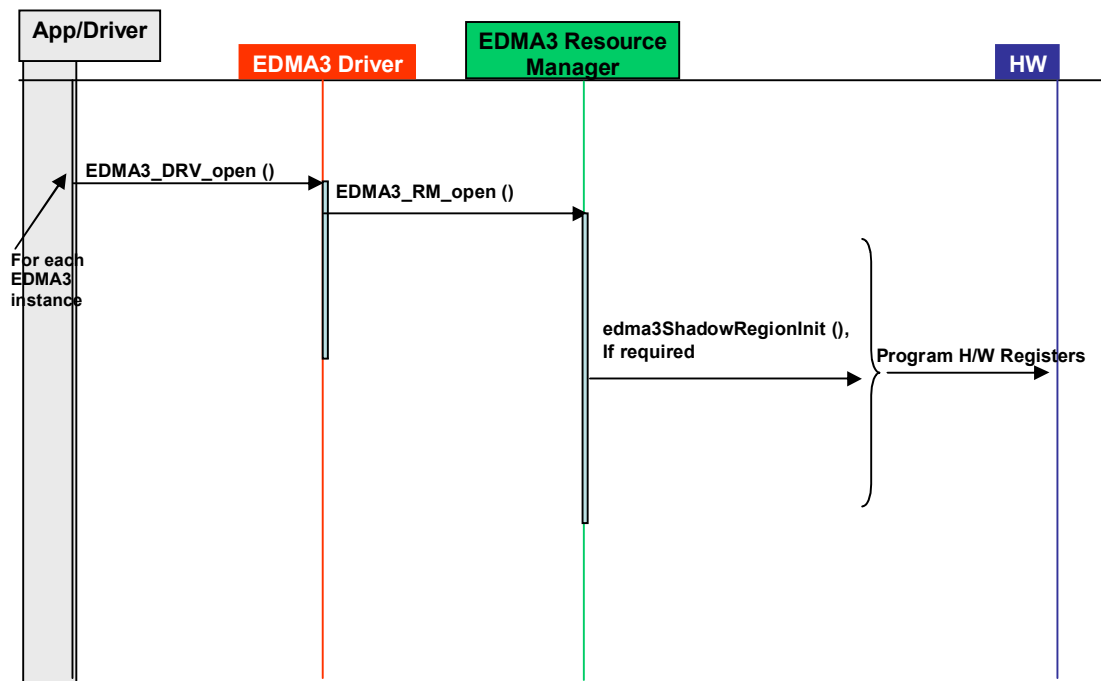 App/Driver
EDMA3 Driver
EDMA3 Resource
Manager
HW
EDMA3_DRV_open ()
EDMA3_RM_open ()
For each
EDMA3
instance
edma3ShadowRegionInit (),
If required
Program H/W Registers